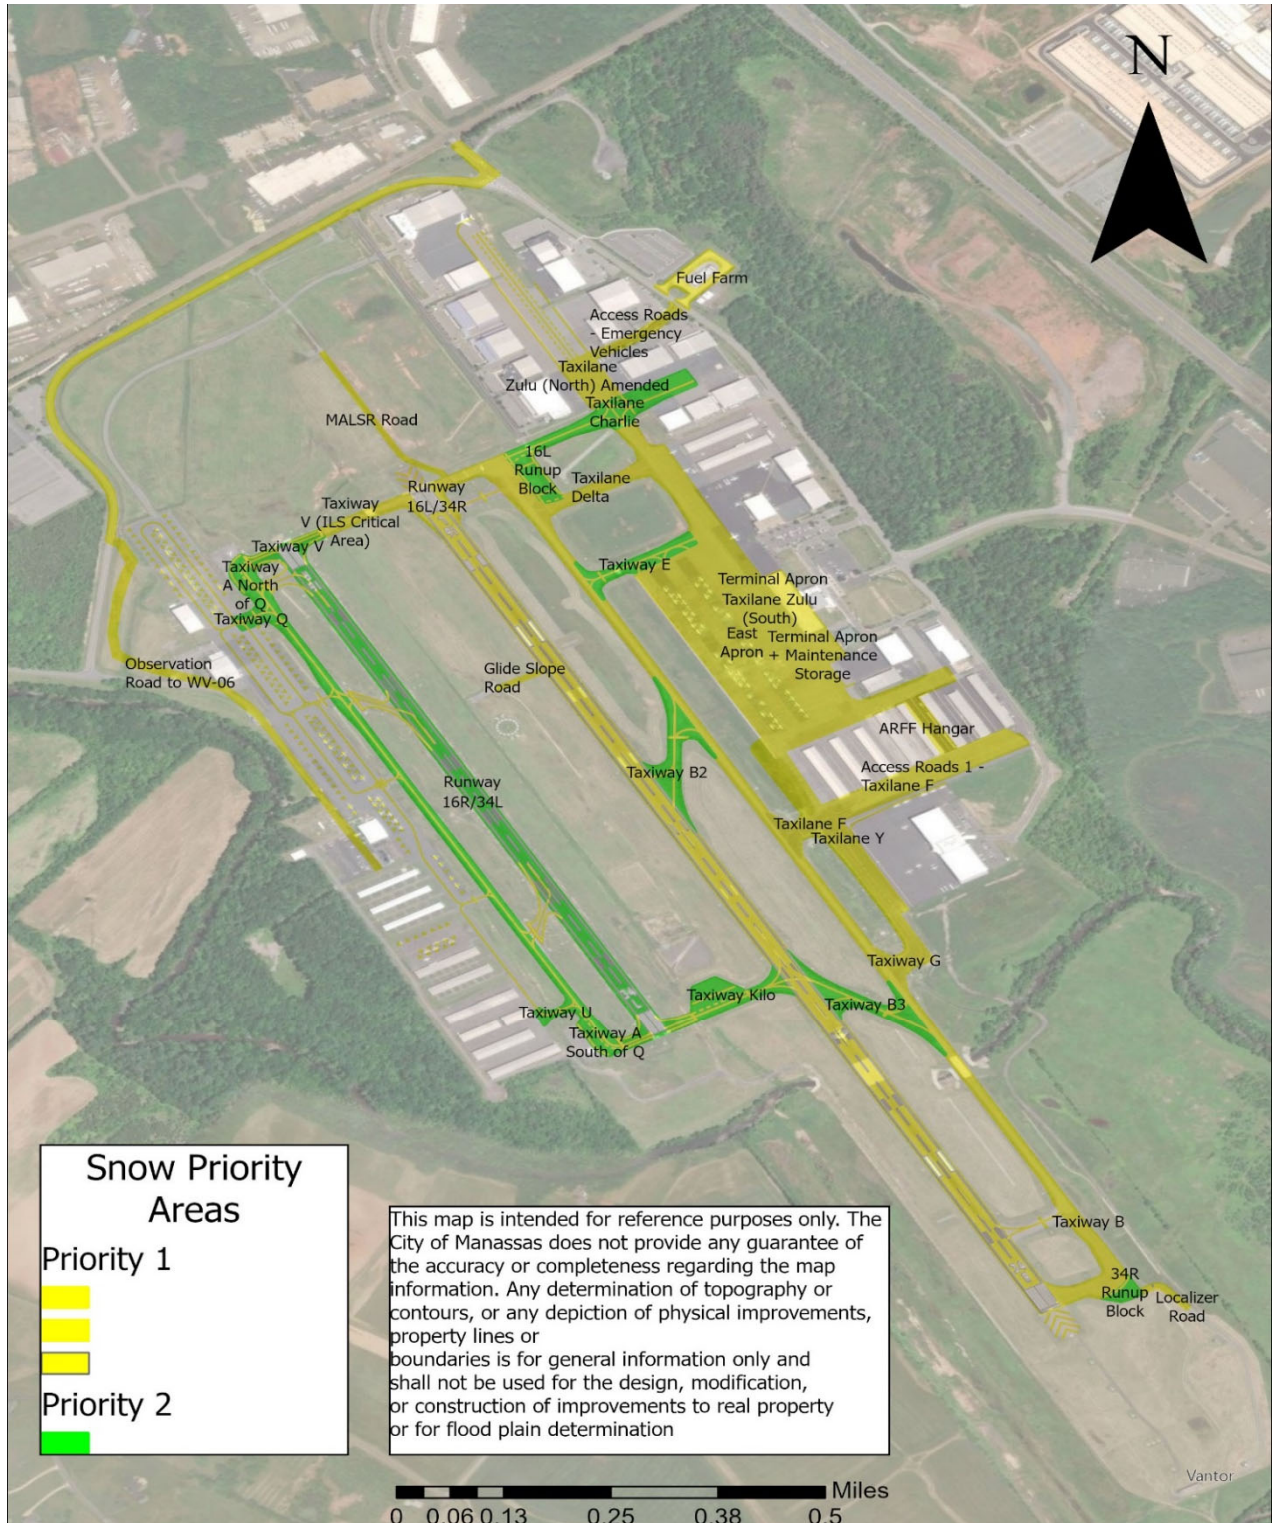 N
Fuel Farm
Access Roads
- Emergency
Vehicles
Taxilane
Zulu (North) Amended
Taxilane
Charlie
MALSR Road
16L
Runup
Block
Taxilane
Delta
Runway
16L/34R
Taxiway
V (ILS Critical
Area)
Taxiway V
Taxiway
A North
of Q
Taxiway Q
Taxiway E
Terminal Apron
Taxilane Zulu
(South)
East
Apron
Terminal Apron
+ Maintenance
Storage
Observation
Road to WV-06
Glide Slope
Road
ARFF Hangar
Access Roads 1 -
Taxilane F
Taxiway B2
Runway
16R/34L
Taxilane F
Taxilane Y
Taxiway G
Taxiway Kilo
Taxiway B3
Taxiway U
Taxiway A
South of Q
Taxiway B
34R
Runup
Block
Localizer
Road
Snow Priority
Areas
Priority 1
Priority 2
This map is intended for reference purposes only. The
City of Manassas does not provide any guarantee of
the accuracy or completeness regarding the map
information. Any determination of topography or
contours, or any depiction of physical improvements,
property lines or
boundaries is for general information only and
shall not be used for the design, modification,
or construction of improvements to real property
or for flood plain determination
Vantor
Miles
0 0.06 0.13 0.25 0.38 0.5